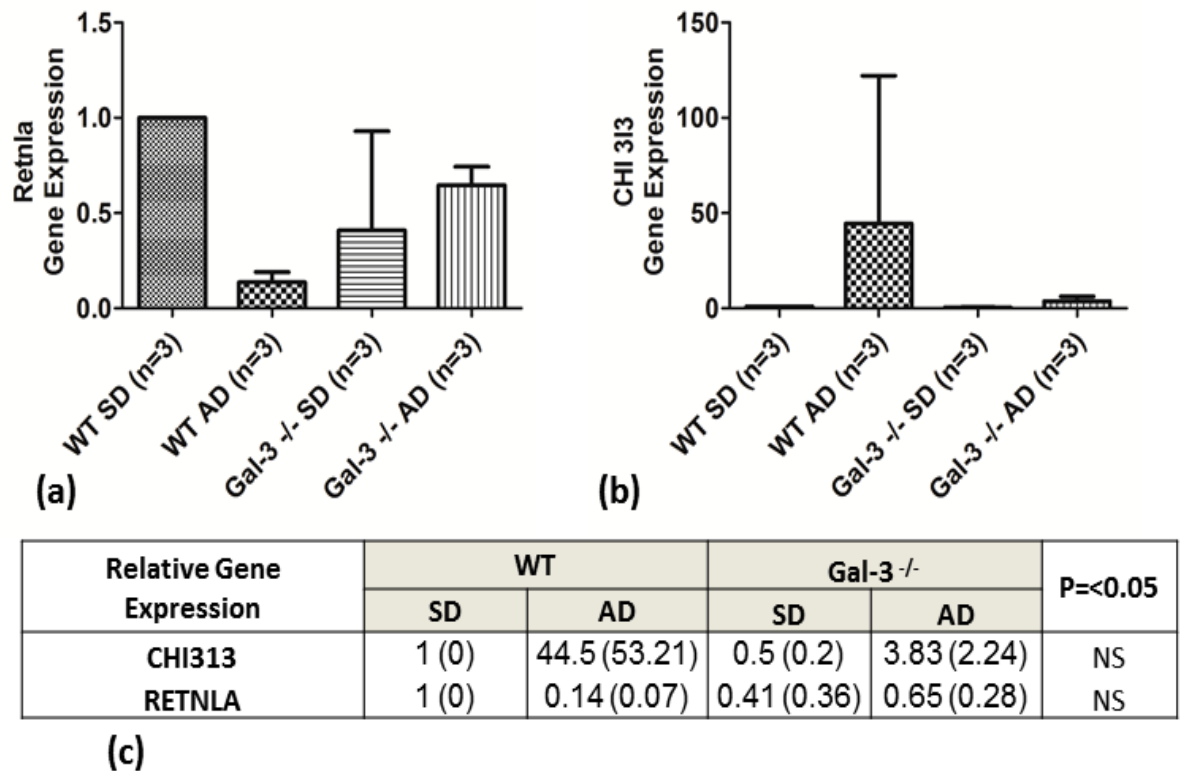 1.5
1.0
0.5
0.0
Retnla
Gene Expression
WT SD (n=3)
WT AD (n=3)
Gal-3 -/- SD (n=3)
Gal-3 -/- AD (n=3)
(a)
150
100
50
0
CHI 3l3
Gene Expression
WT SD (n=3)
WT AD (n=3)
Gal-3 -/- SD (n=3)
Gal-3 -/- AD (n=3)
(b)
Relative Gene
Expression
WT
Gal-3 -/-
P=<0.05
SD
AD
SD
AD
CHI313
1 (0)
44.5 (53.21)
0.5 (0.2)
3.83 (2.24)
NS
RETNLA
1 (0)
0.14 (0.07)
0.41 (0.36)
0.65 (0.28)
NS
(c)